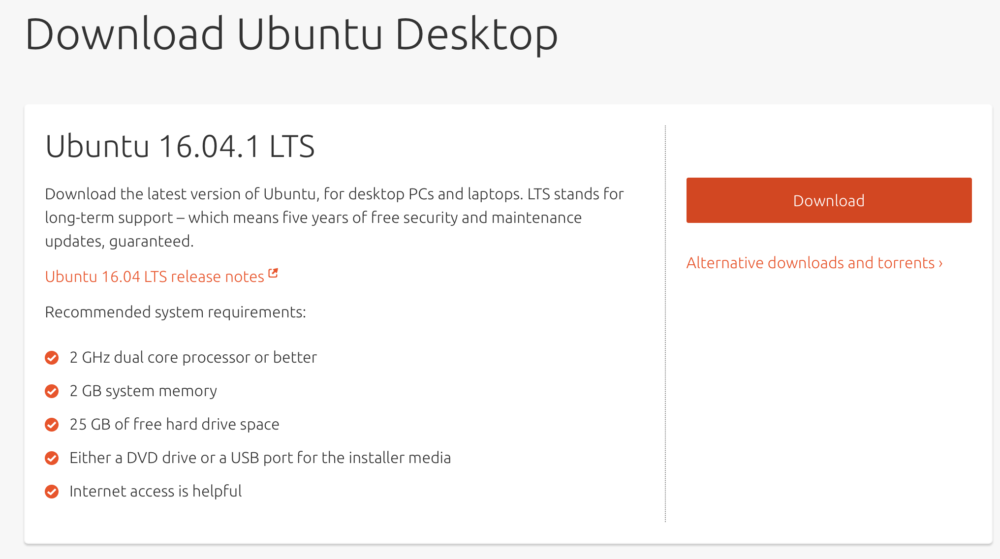 Download Ubuntu Desktop
Ubuntu 16.04.1 LTS
Download the latest version of Ubuntu, for desktop PCs and laptops. LTS stands for
long-term support – which means five years of free security and maintenance
updates, guaranteed.
Ubuntu 16.04 LTS release notes
Recommended system requirements:
2 GHz dual core processor or better
2 GB system memory
25 GB of free hard drive space
Either a DVD drive or a USB port for the installer media
Internet access is helpful
Download
Alternative downloads and torrents ›